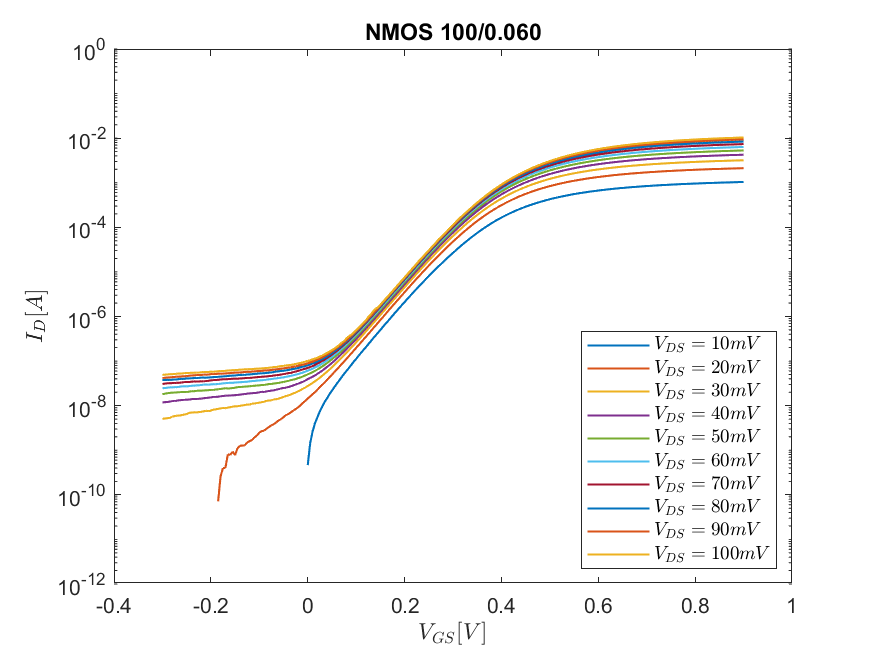 NMOS 100/0.060
10^0
10^-2
10^-4
10^-6
10^-8
10^-10
10^-12
I_D[A]
-0.4 -0.2 0 0.2 0.4 0.6 0.8 1
V_GS[V]
V_DS = 10mV
V_DS = 20mV
V_DS = 30mV
V_DS = 40mV
V_DS = 50mV
V_DS = 60mV
V_DS = 70mV
V_DS = 80mV
V_DS = 90mV
V_DS = 100mV